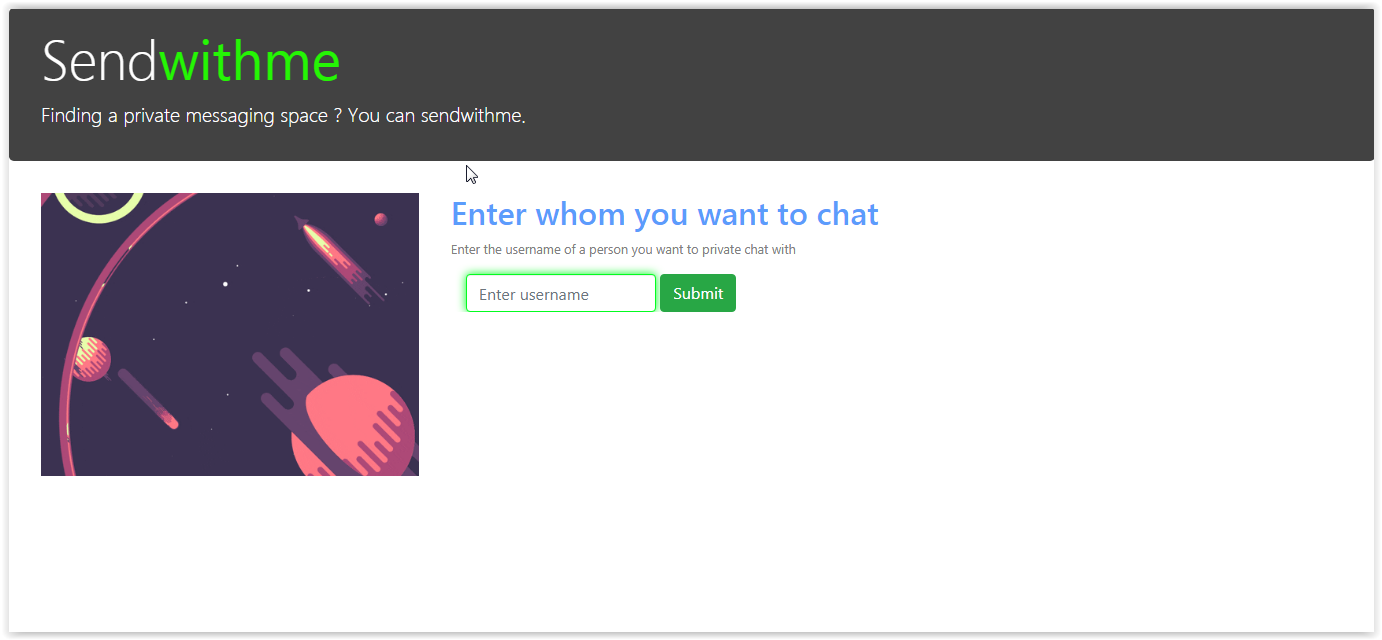 Sendwithme
Finding a private messaging space ? You can sendwithme.
Enter whom you want to chat
Enter the username of a person you want to private chat with
Enter username
Submit